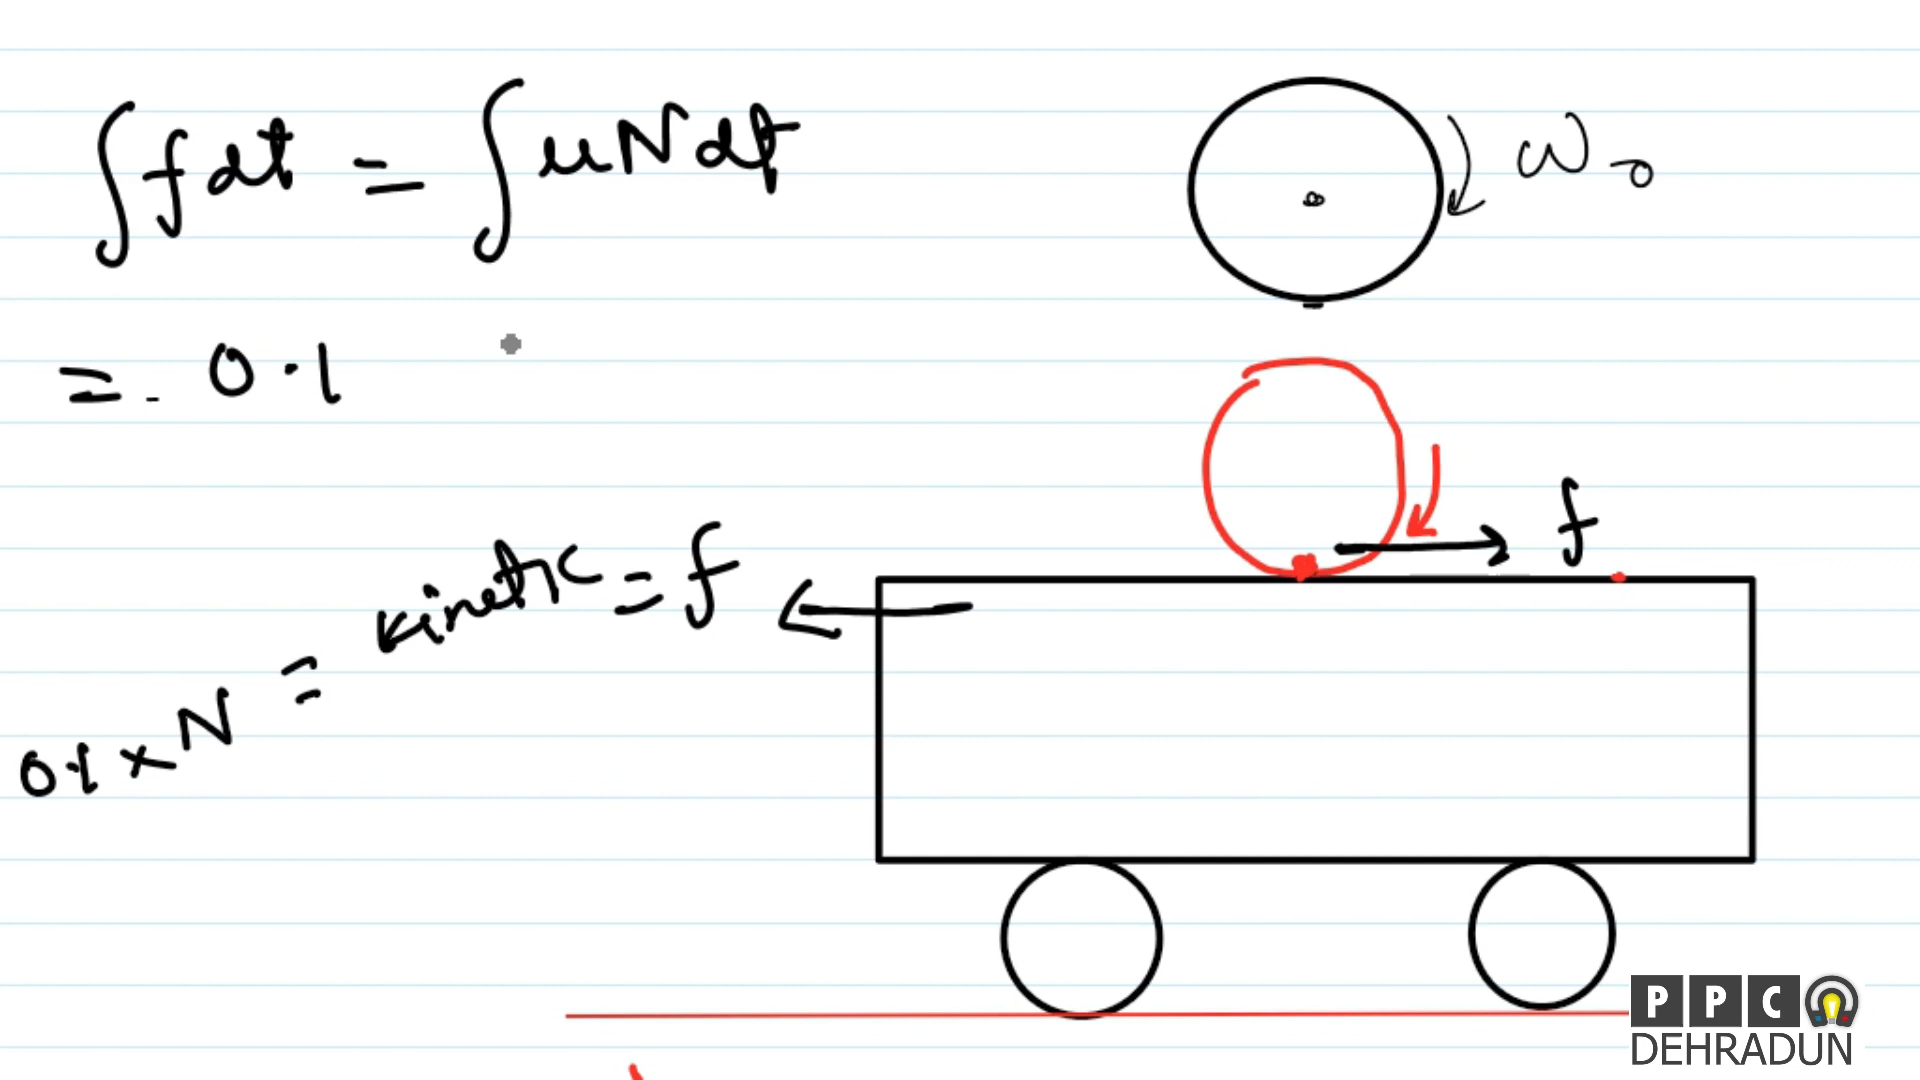 ∫f dt = ∫μN dt
= 0.1
ω₀
f
0.1 × N = kinetic = f
PPC
DEHRADUN